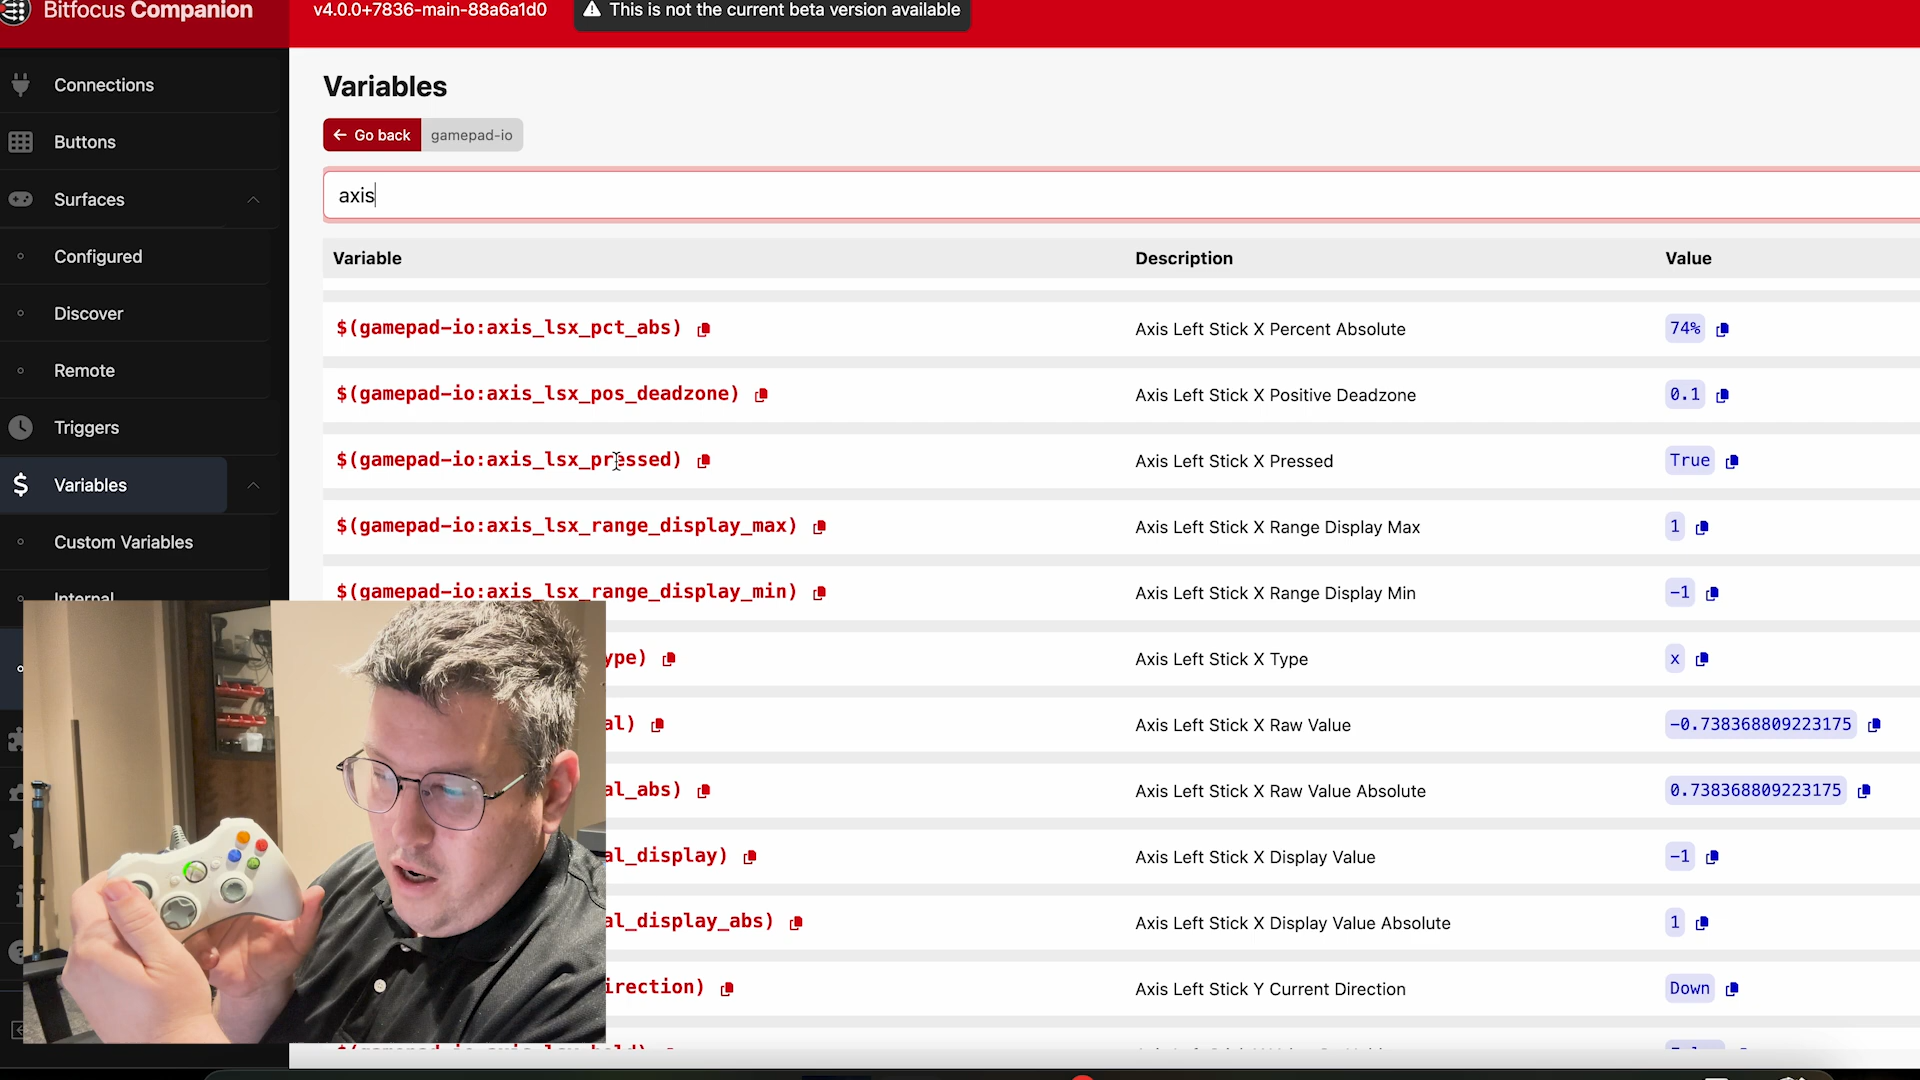 Bitfocus Companion
v4.0.0+7836-main-88a6a1d0
This is not the current beta version available
Connections
Buttons
Surfaces
Configured
Discover
Remote
Triggers
Variables
Custom Variables
Internal
Variables
Go back
gamepad-io
axis
Variable Description Value
$(gamepad-io:axis_lsx_pct_abs) Axis Left Stick X Percent Absolute 74%
$(gamepad-io:axis_lsx_pos_deadzone) Axis Left Stick X Positive Deadzone 0.1
$(gamepad-io:axis_lsx_pressed) Axis Left Stick X Pressed True
$(gamepad-io:axis_lsx_range_display_max) Axis Left Stick X Range Display Max 1
$(gamepad-io:axis_lsx_range_display_min) Axis Left Stick X Range Display Min -1
ype) Axis Left Stick X Type x
al) Axis Left Stick X Raw Value -0.738368809223175
al_abs) Axis Left Stick X Raw Value Absolute 0.738368809223175
al_display) Axis Left Stick X Display Value -1
al_display_abs) Axis Left Stick X Display Value Absolute 1
irection) Axis Left Stick Y Current Direction Down